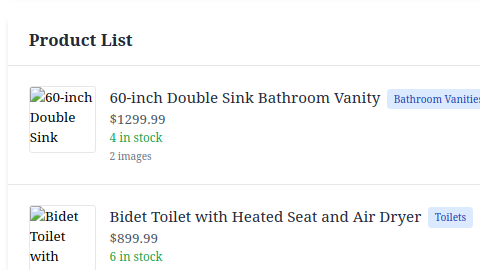 Product List
60-inch Double Sink
60-inch Double Sink Bathroom Vanity Bathroom Vanities
$1299.99
4 in stock
2 images
Bidet Toilet with
Bidet Toilet with Heated Seat and Air Dryer Toilets
$899.99
6 in stock